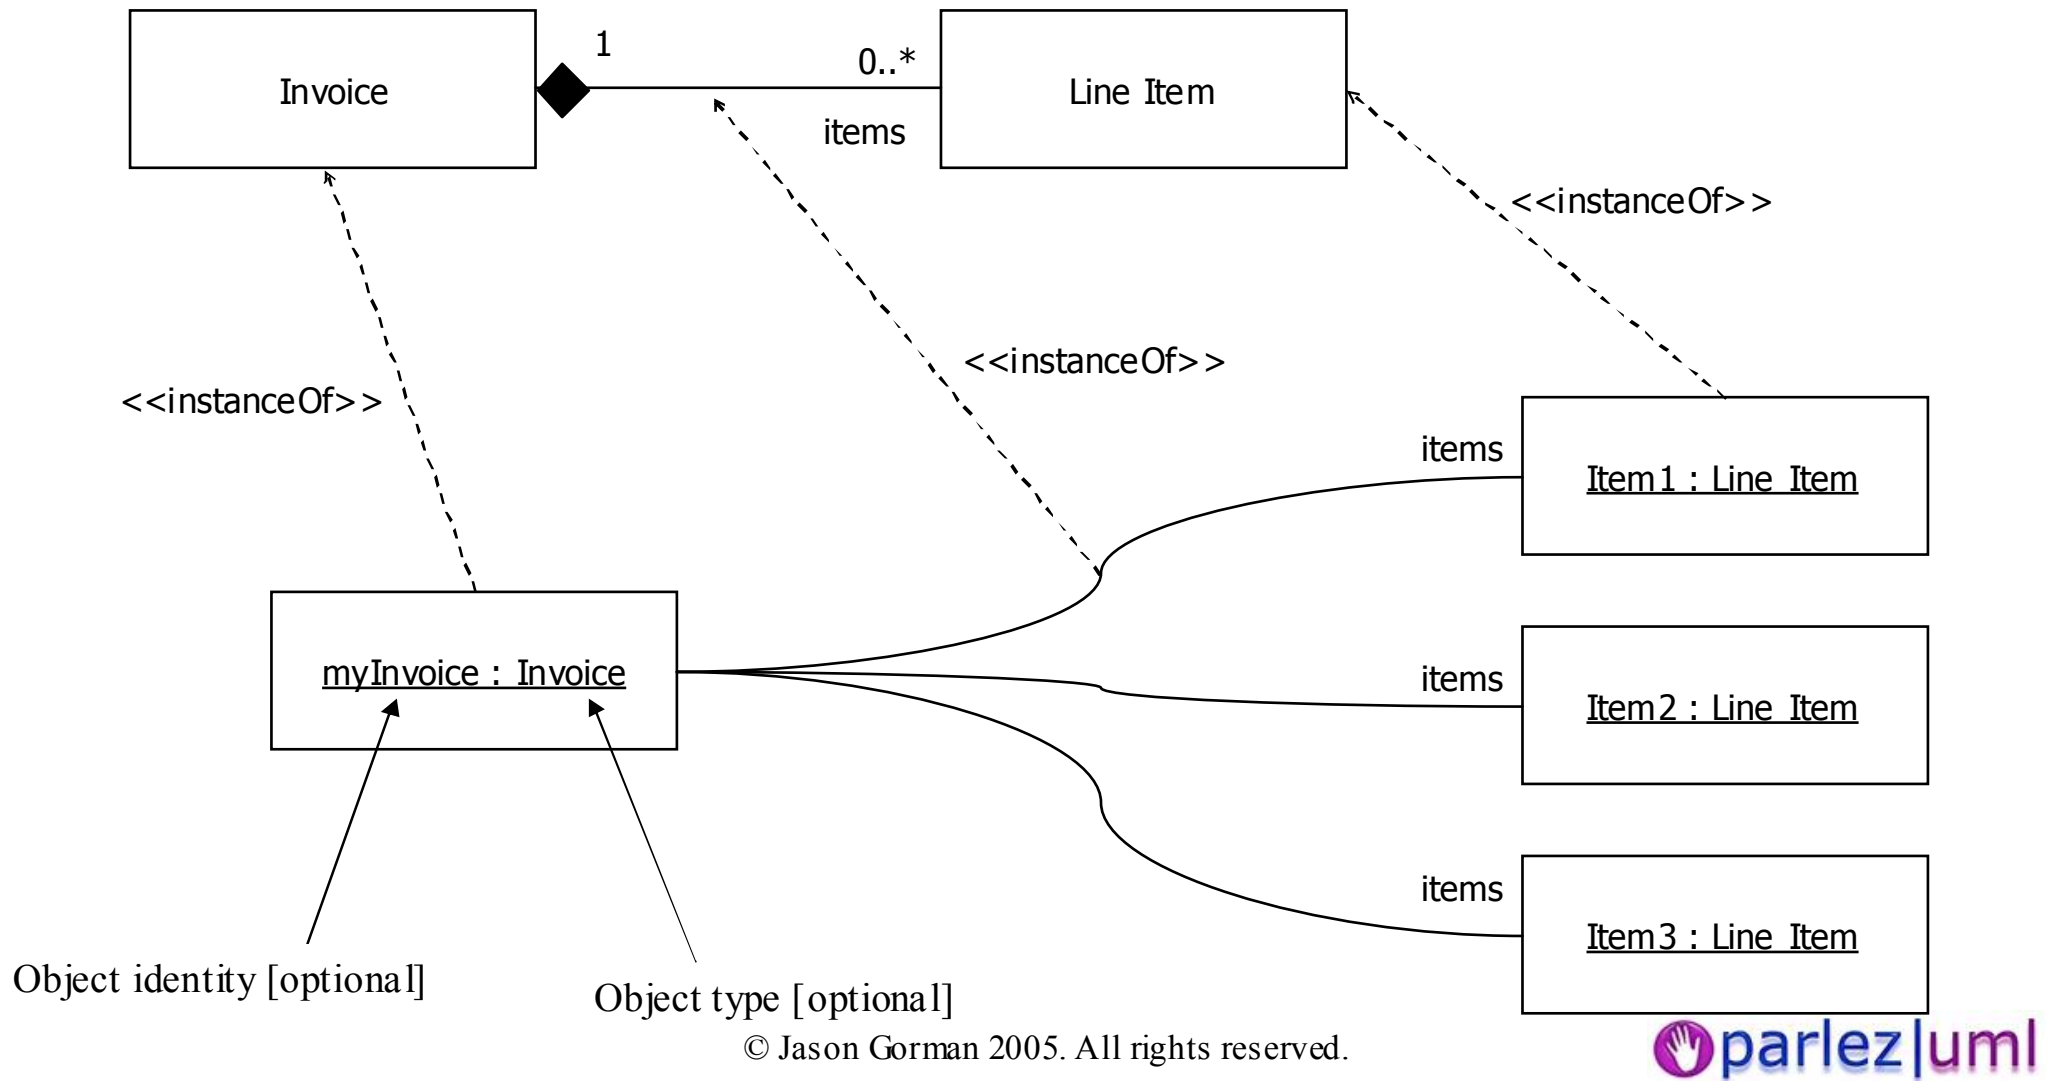 Invoice
1
0..*
items
Line Item
<<instanceOf>>
<<instanceOf>>
<<instanceOf>>
items
Item1 : Line Item
myInvoice : Invoice
items
Item2 : Line Item
items
Item3 : Line Item
Object identity [optional]
Object type [optional]
© Jason Gorman 2005. All rights reserved.
parlez|uml